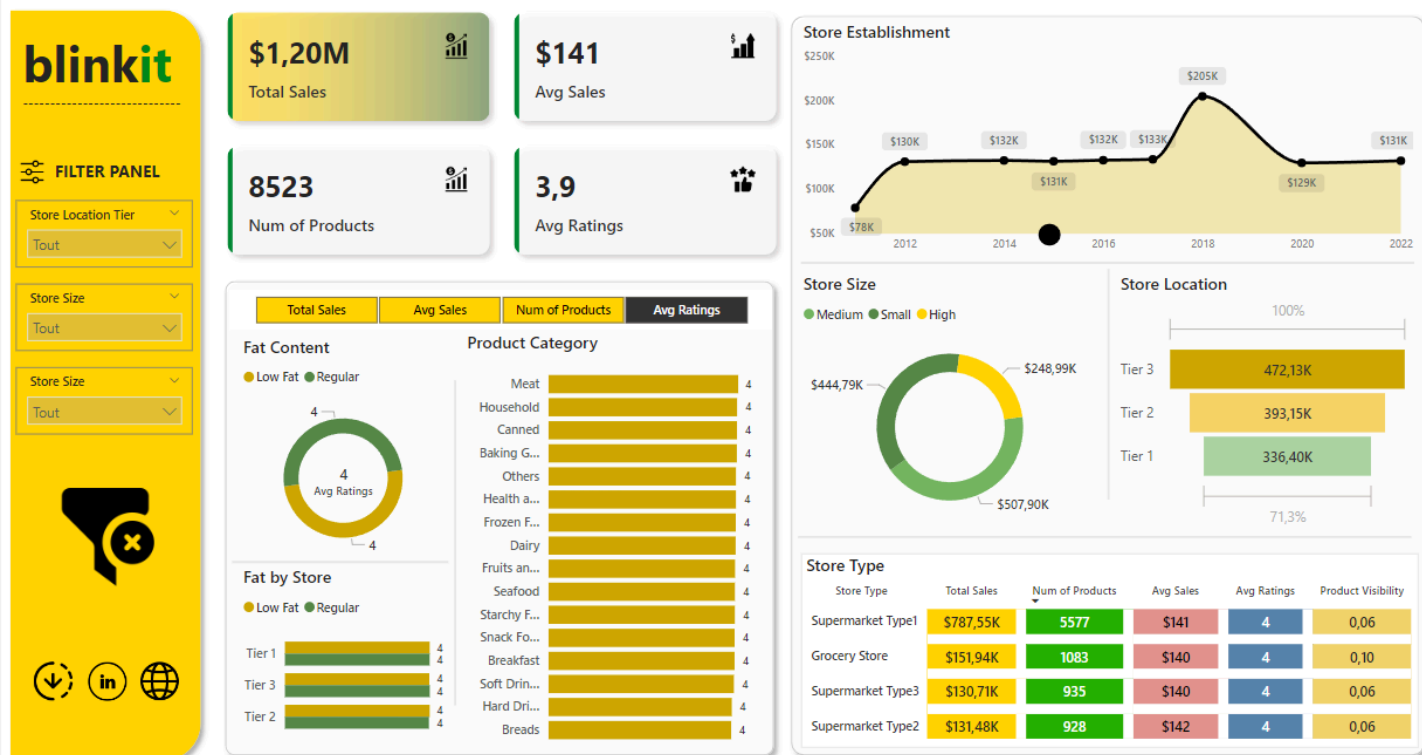 blinkit
FILTER PANEL
Store Location Tier
Tout
Store Size
Tout
Store Size
Tout
in
$1,20M
Total Sales
$141
Avg Sales
8523
Num of Products
3,9
Avg Ratings
Total Sales Avg Sales Num of Products Avg Ratings
Fat Content
Low Fat Regular
4
4
Avg Ratings
4
Fat by Store
Low Fat Regular
Tier 1 4
4
Tier 3 4
4
Tier 2 4
4
Product Category
Meat 4
Household 4
Canned 4
Baking G... 4
Others 4
Health a... 4
Frozen F... 4
Dairy 4
Fruits an... 4
Seafood 4
Starchy F... 4
Snack Fo... 4
Breakfast 4
Soft Drin... 4
Hard Dri... 4
Breads 4
Store Establishment
$250K
$200K
$150K
$100K
$50K
$78K
$130K
$132K
$131K
$132K
$133K
$205K
$129K
$131K
2012 2014 2016 2018 2020 2022
Store Size
Medium Small High
$444,79K
$248,99K
$507,90K
Store Location
100%
Tier 3 472,13K
Tier 2 393,15K
Tier 1 336,40K
71,3%
Store Type
Store Type Total Sales Num of Products Avg Sales Avg Ratings Product Visibility
Supermarket Type1 $787,55K 5577 $141 4 0,06
Grocery Store $151,94K 1083 $140 4 0,10
Supermarket Type3 $130,71K 935 $140 4 0,06
Supermarket Type2 $131,48K 928 $142 4 0,06